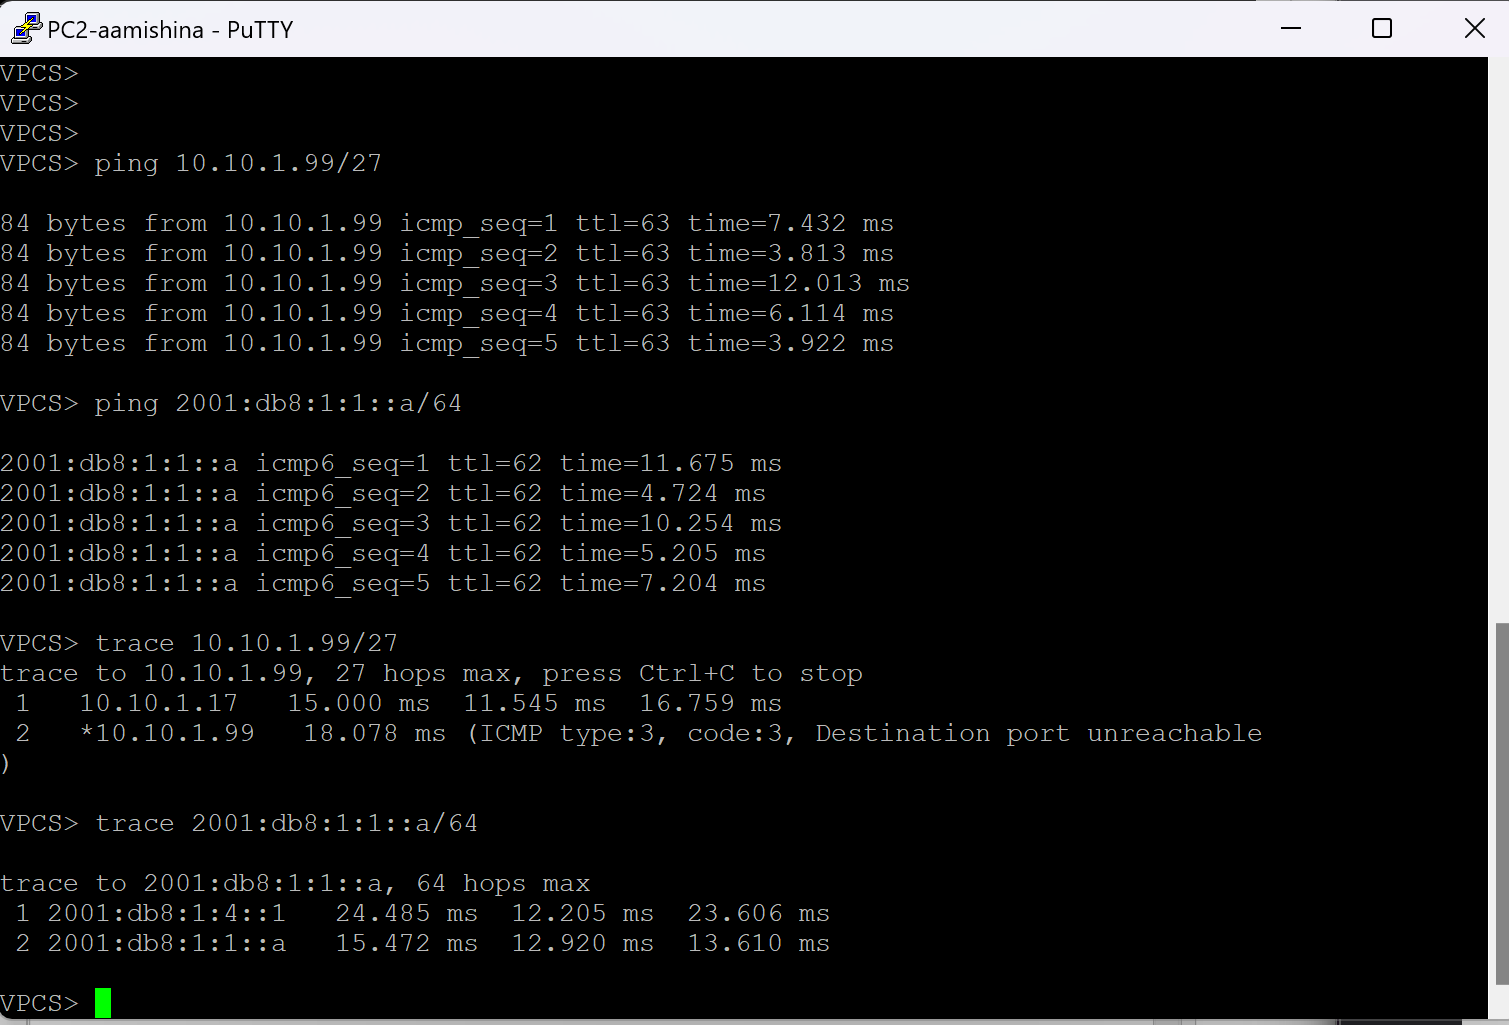 PC2-aamishina - PuTTY
VPCS>
VPCS>
VPCS>
VPCS> ping 10.10.1.99/27
84 bytes from 10.10.1.99 icmp_seq=1 ttl=63 time=7.432 ms
84 bytes from 10.10.1.99 icmp_seq=2 ttl=63 time=3.813 ms
84 bytes from 10.10.1.99 icmp_seq=3 ttl=63 time=12.013 ms
84 bytes from 10.10.1.99 icmp_seq=4 ttl=63 time=6.114 ms
84 bytes from 10.10.1.99 icmp_seq=5 ttl=63 time=3.922 ms
VPCS> ping 2001:db8:1:1::a/64
2001:db8:1:1::a icmp6_seq=1 ttl=62 time=11.675 ms
2001:db8:1:1::a icmp6_seq=2 ttl=62 time=4.724 ms
2001:db8:1:1::a icmp6_seq=3 ttl=62 time=10.254 ms
2001:db8:1:1::a icmp6_seq=4 ttl=62 time=5.205 ms
2001:db8:1:1::a icmp6_seq=5 ttl=62 time=7.204 ms
VPCS> trace 10.10.1.99/27
trace to 10.10.1.99, 27 hops max, press Ctrl+C to stop
1 10.10.1.17 15.000 ms 11.545 ms 16.759 ms
2 *10.10.1.99 18.078 ms (ICMP type:3, code:3, Destination port unreachable
)
VPCS> trace 2001:db8:1:1::a/64
trace to 2001:db8:1:1::a, 64 hops max
1 2001:db8:1:4::1 24.485 ms 12.205 ms 23.606 ms
2 2001:db8:1:1::a 15.472 ms 12.920 ms 13.610 ms
VPCS>